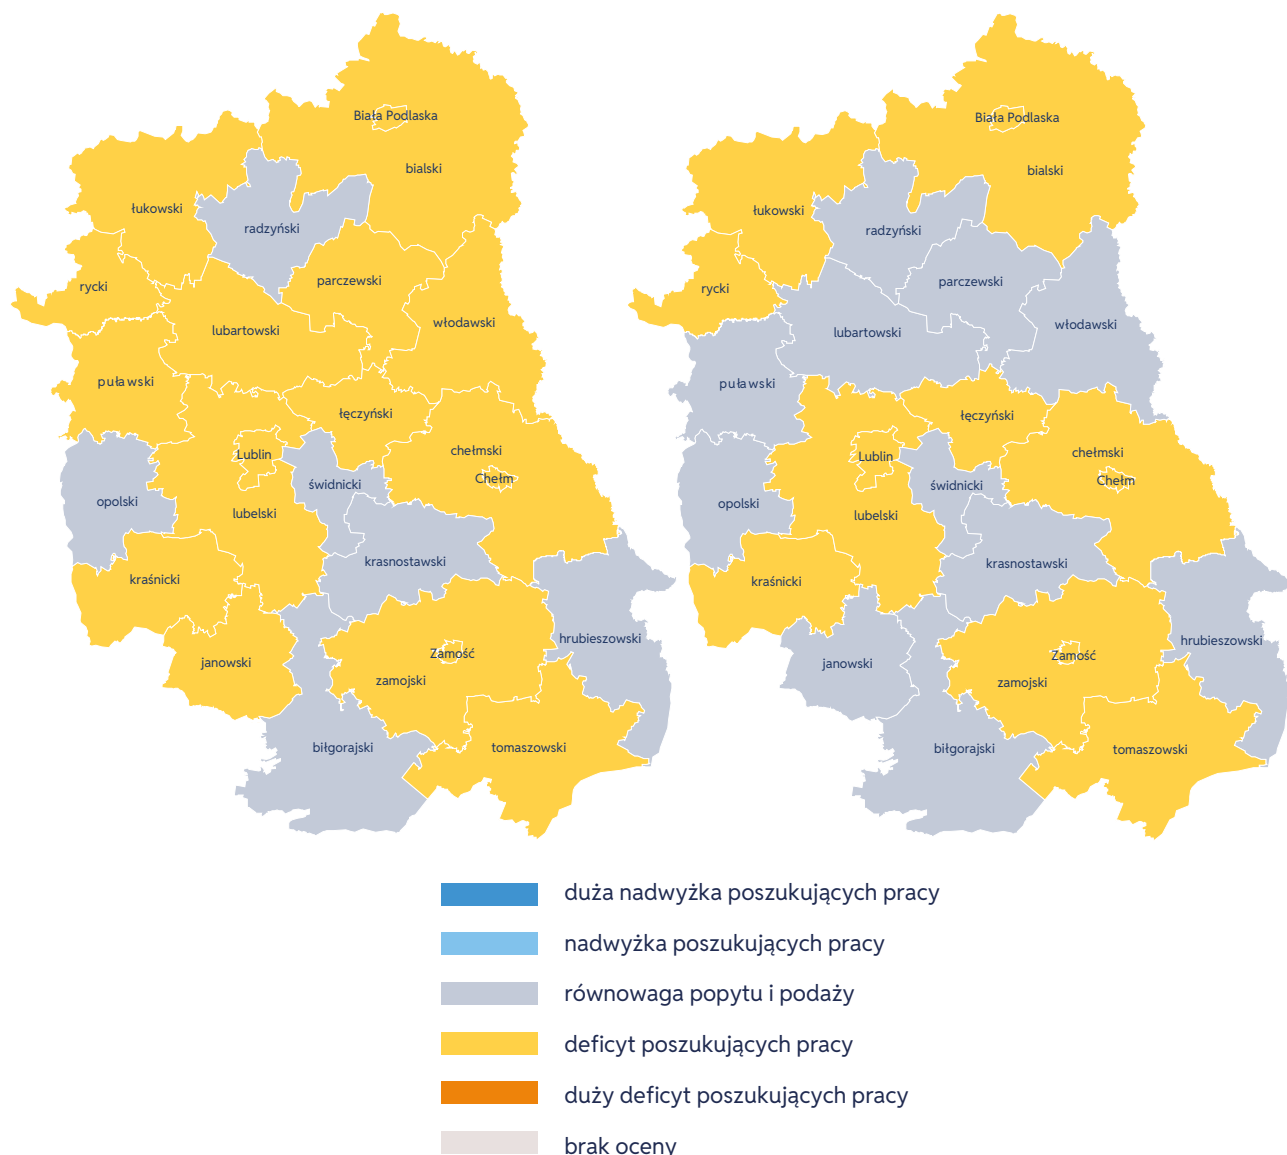 Biała Podlaska
bialski
łukowski
radzyński
rycki
parczewski
lubartowski
włodawski
puławski
łęczyński
chełmski
Lublin
Chełm
świdnicki
opolski
lubelski
krasnostawski
kraśnicki
hrubieszowski
Zamość
janowski
zamojski
biłgorajski
tomaszowski
Biała Podlaska
bialski
łukowski
radzyński
rycki
parczewski
lubartowski
włodawski
puławski
łęczyński
chełmski
Lublin
Chełm
świdnicki
opolski
lubelski
krasnostawski
kraśnicki
hrubieszowski
Zamość
janowski
zamojski
biłgorajski
tomaszowski
duża nadwyżka poszukujących pracy
nadwyżka poszukujących pracy
równowaga popytu i podaży
deficyt poszukujących pracy
duży deficyt poszukujących pracy
brak oceny